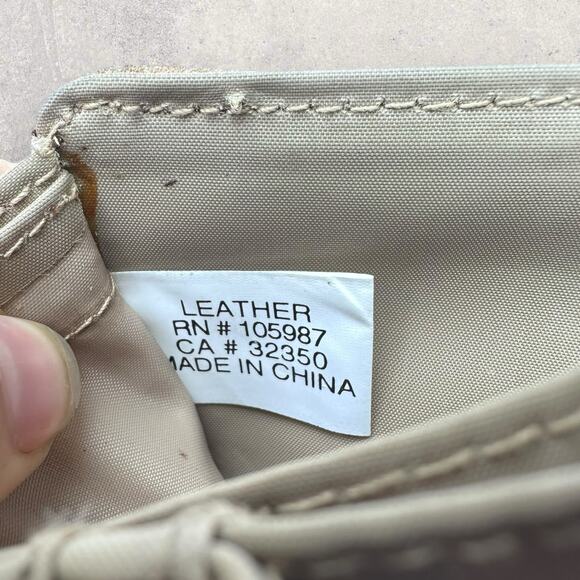 LEATHER
RN # 105987
CA # 32350
MADE IN CHINA